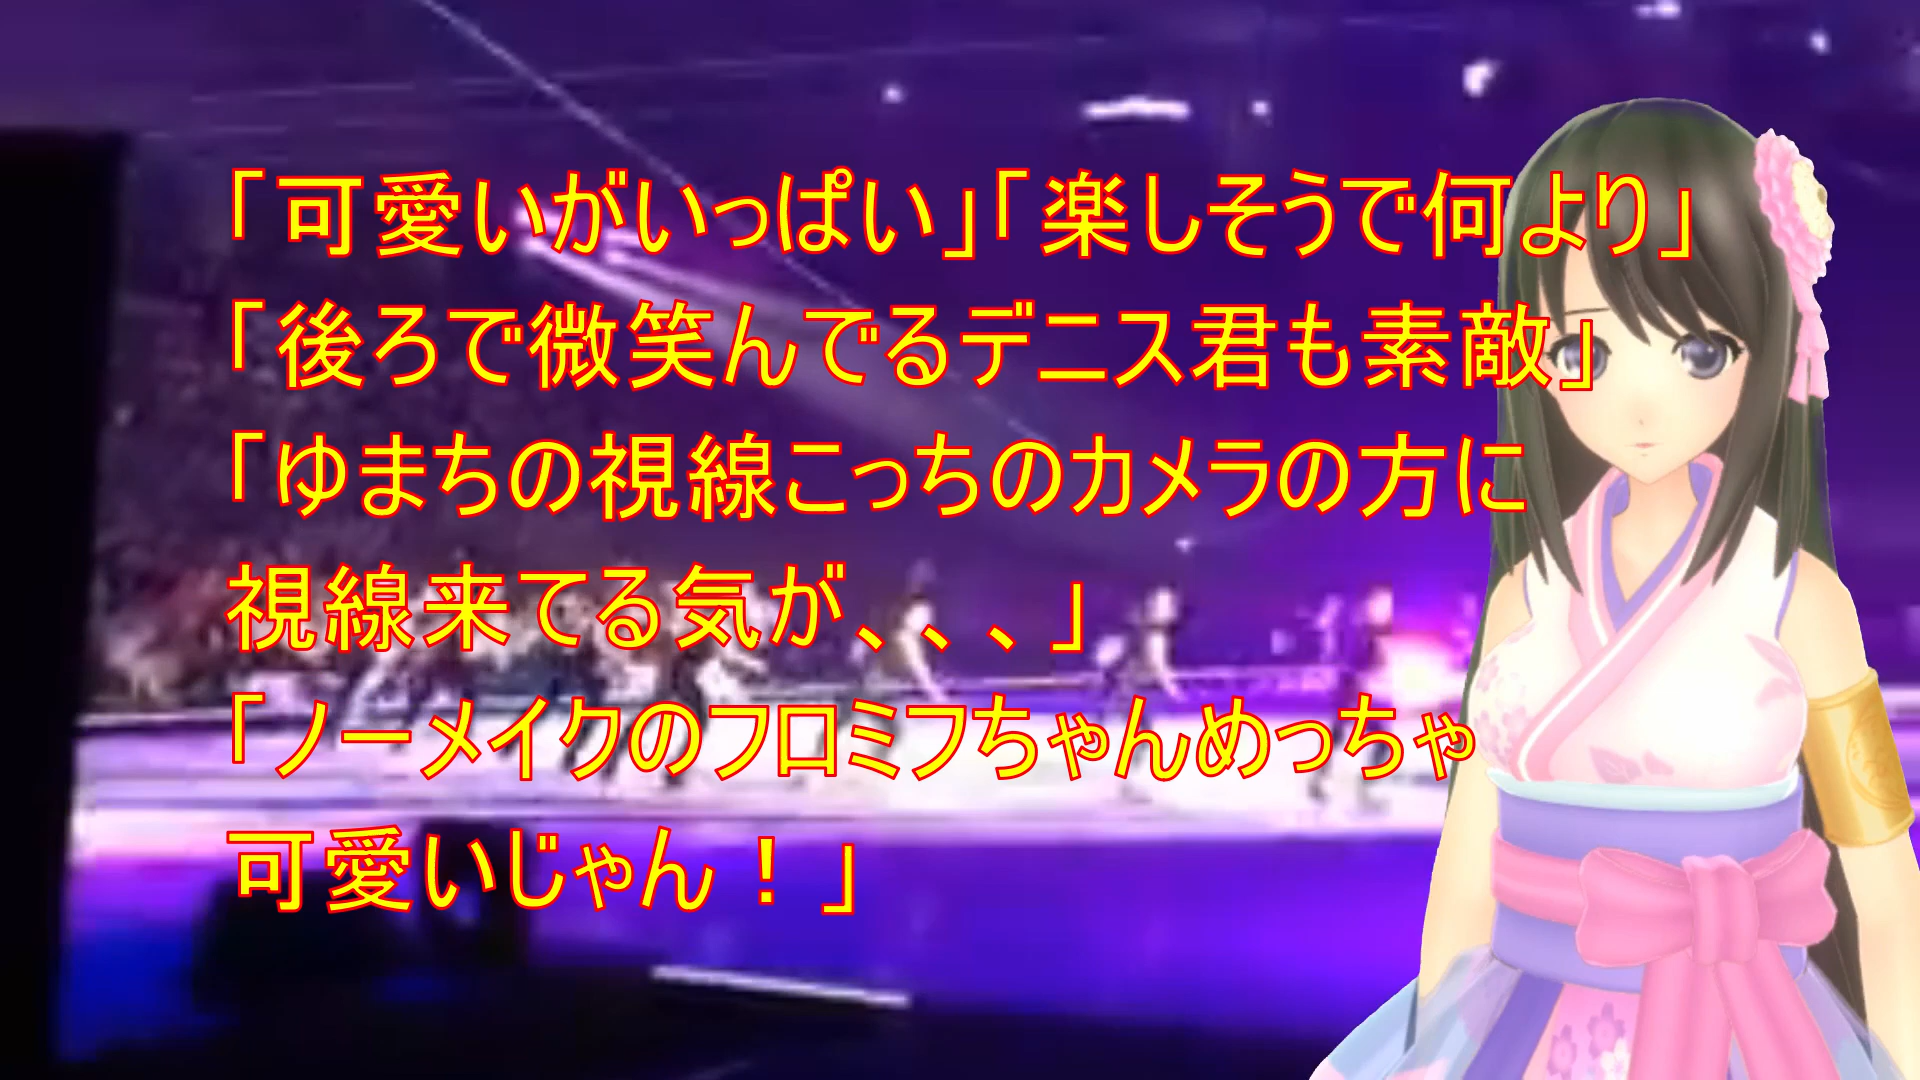 「可愛いがいっぱい」「楽しそうで何より」
「後ろで微笑んでるデニス君も素敵」
「ゆまちの視線こっちのカメラの方に
視線来てる気が、、、」
「ノーメイクのフロミフちゃんめっちゃ
可愛いじゃん！」